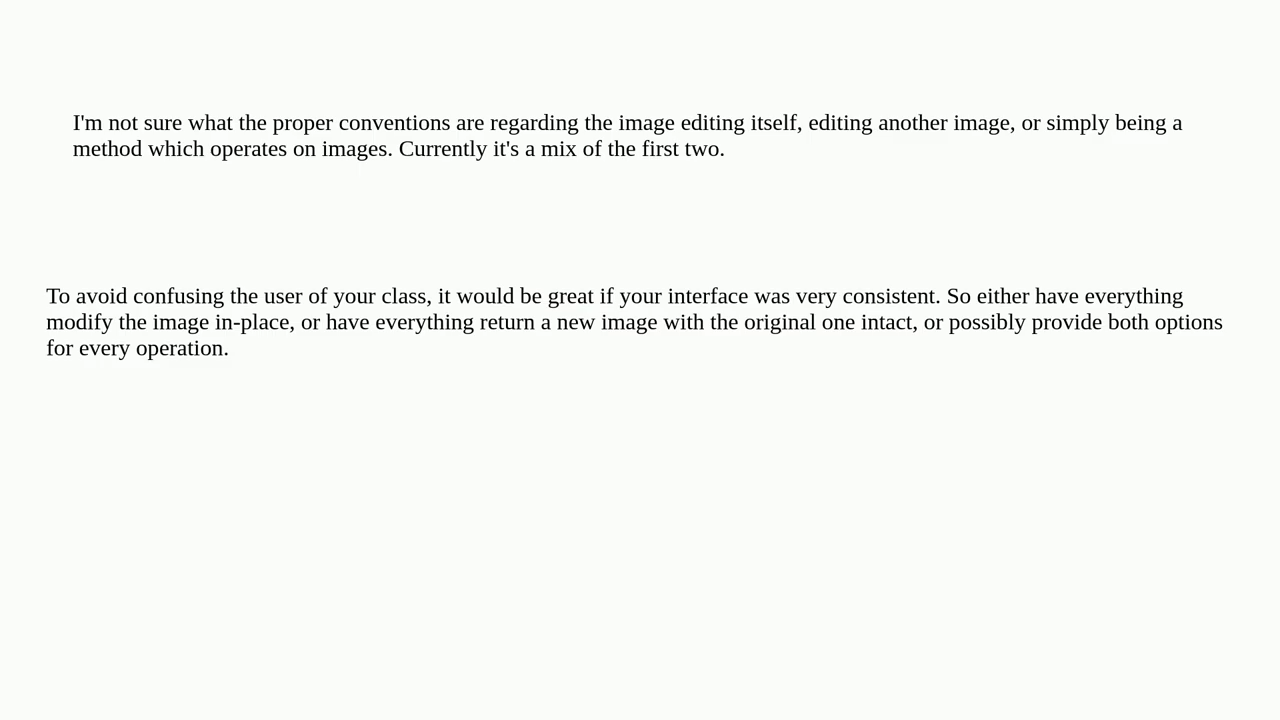 I'm not sure what the proper conventions are regarding the image editing itself, editing another image, or simply being a
method which operates on images. Currently it's a mix of the first two.
To avoid confusing the user of your class, it would be great if your interface was very consistent. So either have everything
modify the image in-place, or have everything return a new image with the original one intact, or possibly provide both options
for every operation.